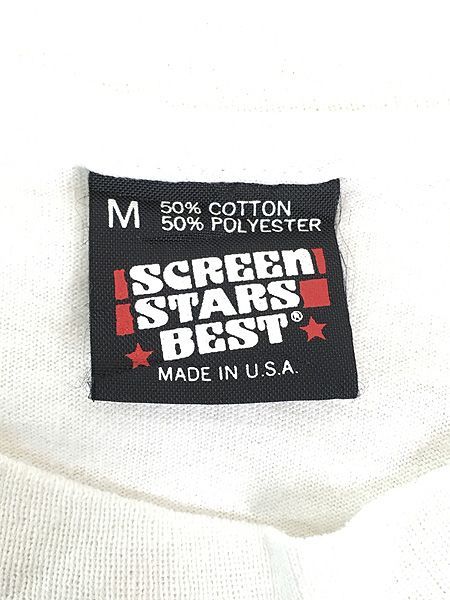 M 50% COTTON
50% POLYESTER
SCREEN
STARS
BEST®
MADE IN U.S.A.